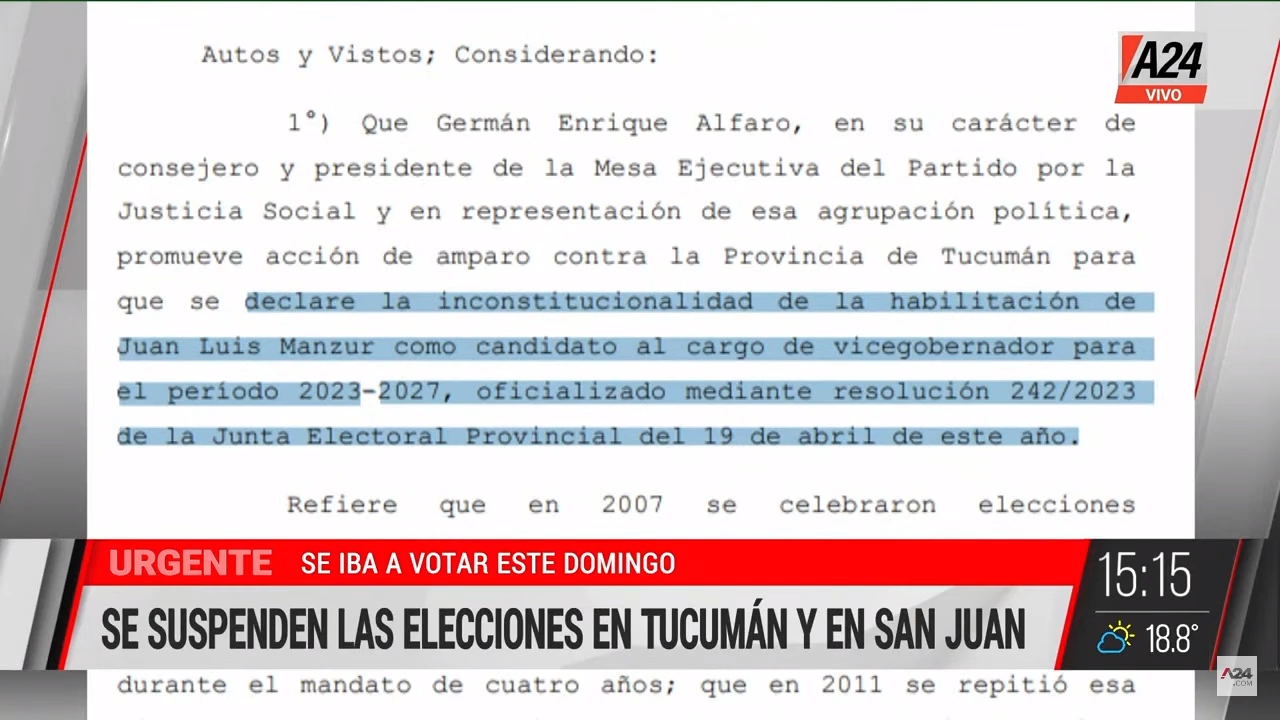 Autos y Vistos; Considerando:
1°) Que Germán Enrique Alfaro, en su carácter de
consejero y presidente de la Mesa Ejecutiva del Partido por la
Justicia Social y en representación de esa agrupación política,
promueve acción de amparo contra la Provincia de Tucumán para
que se declare la inconstitucionalidad de la habilitación de
Juan Luis Manzur como candidato al cargo de vicegobernador para
el período 2023-2027, oficializado mediante resolución 242/2023
de la Junta Electoral Provincial del 19 de abril de este año.
Refiere que en 2007 se celebraron elecciones
A24
VIVO
URGENTE SE IBA A VOTAR ESTE DOMINGO
SE SUSPENDEN LAS ELECCIONES EN TUCUMÁN Y EN SAN JUAN
15:15
18.8°
durante el mandato de cuatro años; que en 2011 se repitió esa
A24
.COM